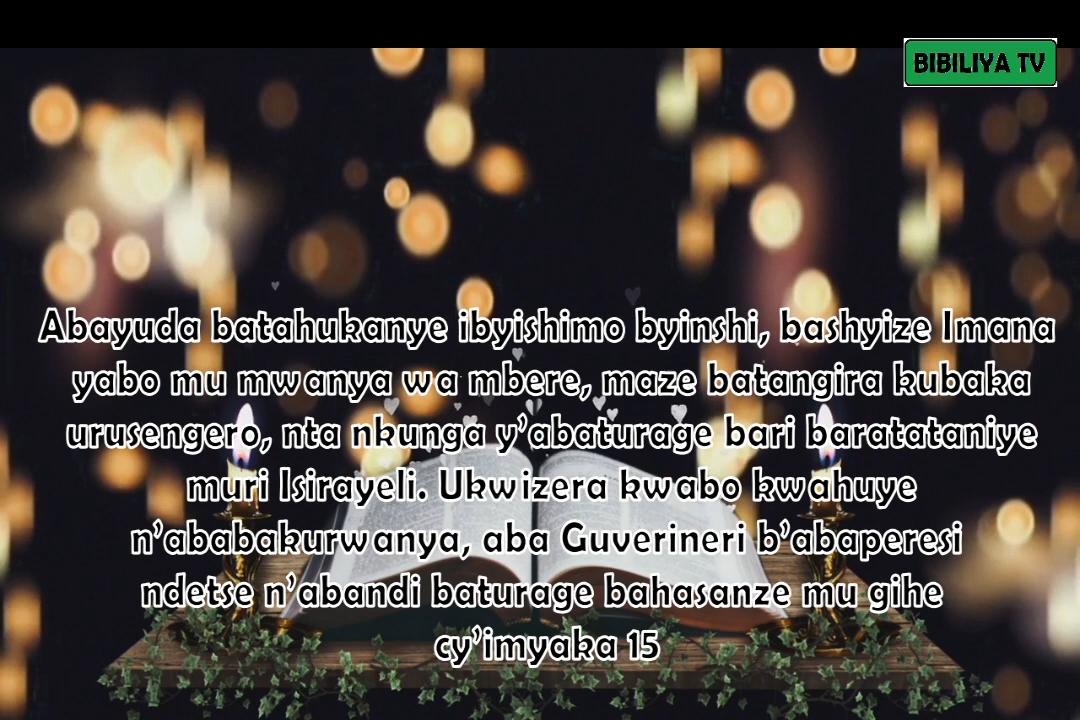 BIBILIYA TV
Abayuda batahukanye ibyishimo byinshi, bashyize Imana
yabo mu mwanya wa mbere, maze batangira kubaka
urusengero, nta nkunga y’abaturage bari baratataniye
muri Isirayeli. Ukwizera kwabo kwahuye
n’ababakurwanya, aba Guverineri b’abaperesi
ndetse n’abandi baturage bahasanze mu gihe
cy’imyaka 15